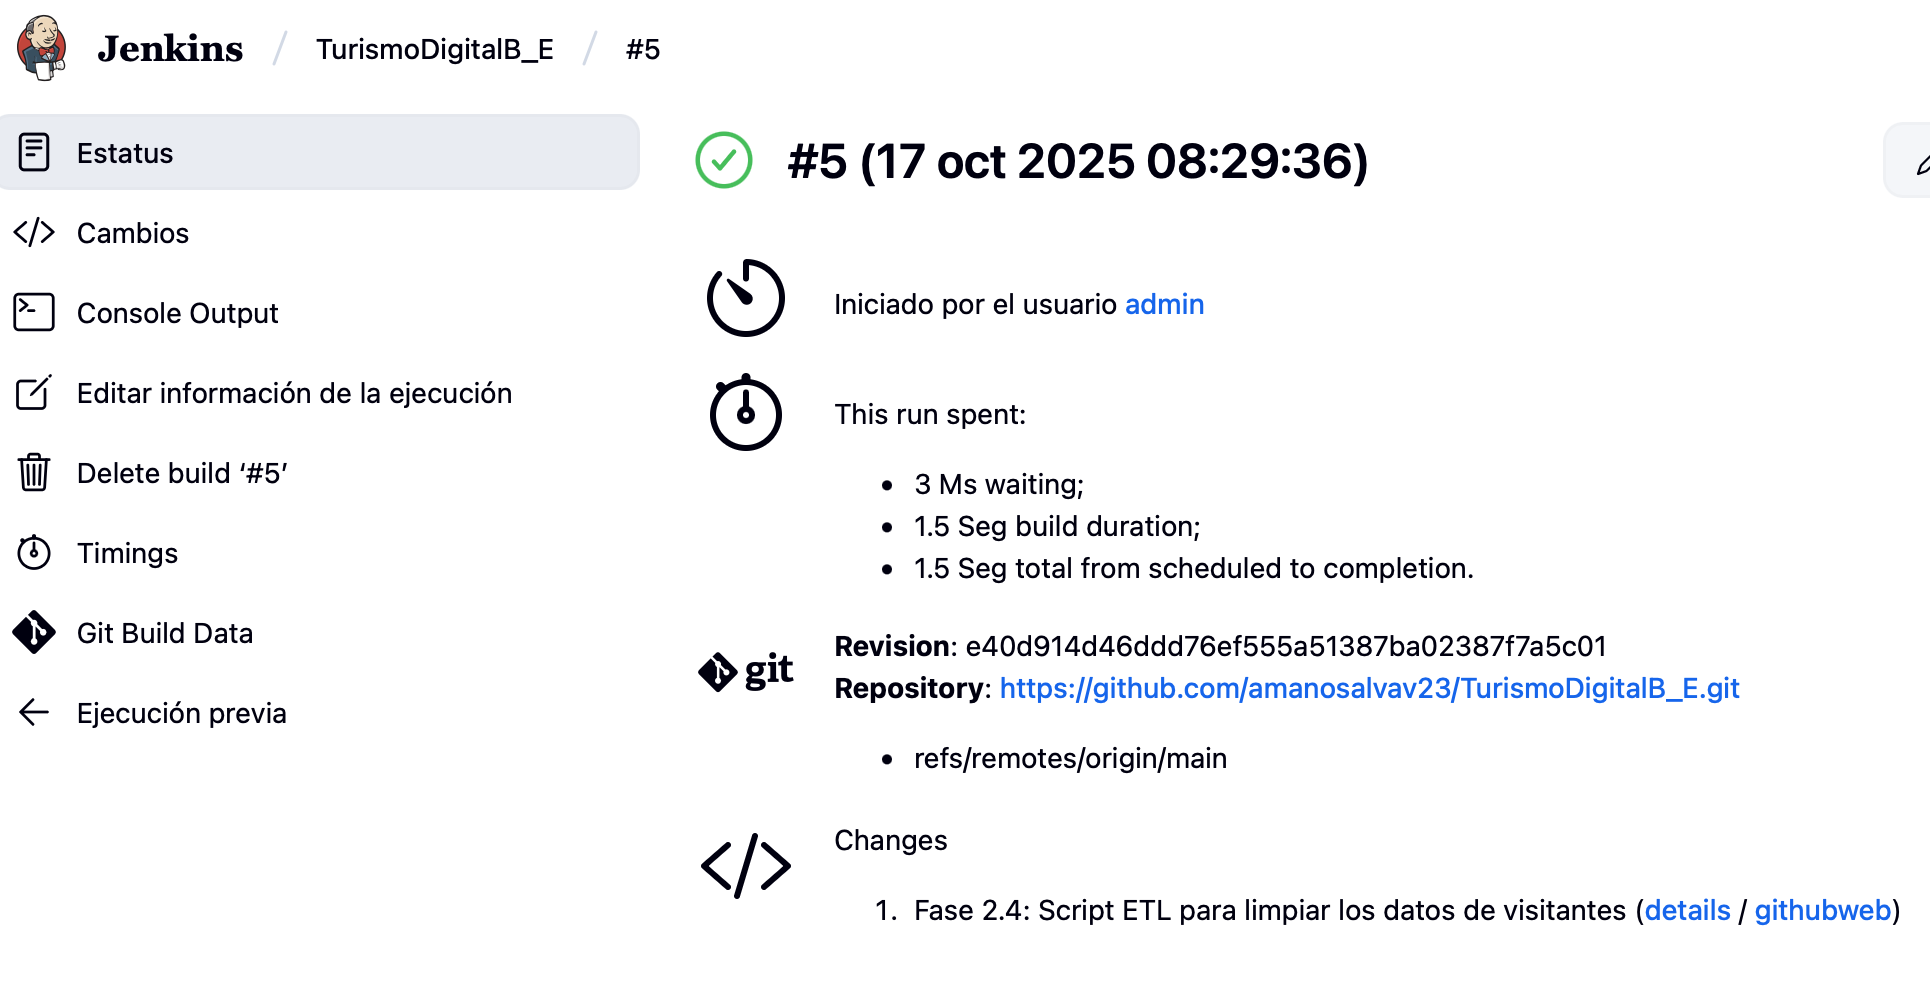 Jenkins / TurismoDigitalB_E / #5
Estatus
Cambios
Console Output
Editar información de la ejecución
Delete build ‘#5’
Timings
Git Build Data
Ejecución previa
#5 (17 oct 2025 08:29:36)
Iniciado por el usuario admin
This run spent:
• 3 Ms waiting;
• 1.5 Seg build duration;
• 1.5 Seg total from scheduled to completion.
git
Revision: e40d914d46ddd76ef555a51387ba02387f7a5c01
Repository: https://github.com/amanosalvav23/TurismoDigitalB_E.git
• refs/remotes/origin/main
Changes
1. Fase 2.4: Script ETL para limpiar los datos de visitantes (details / githubweb)